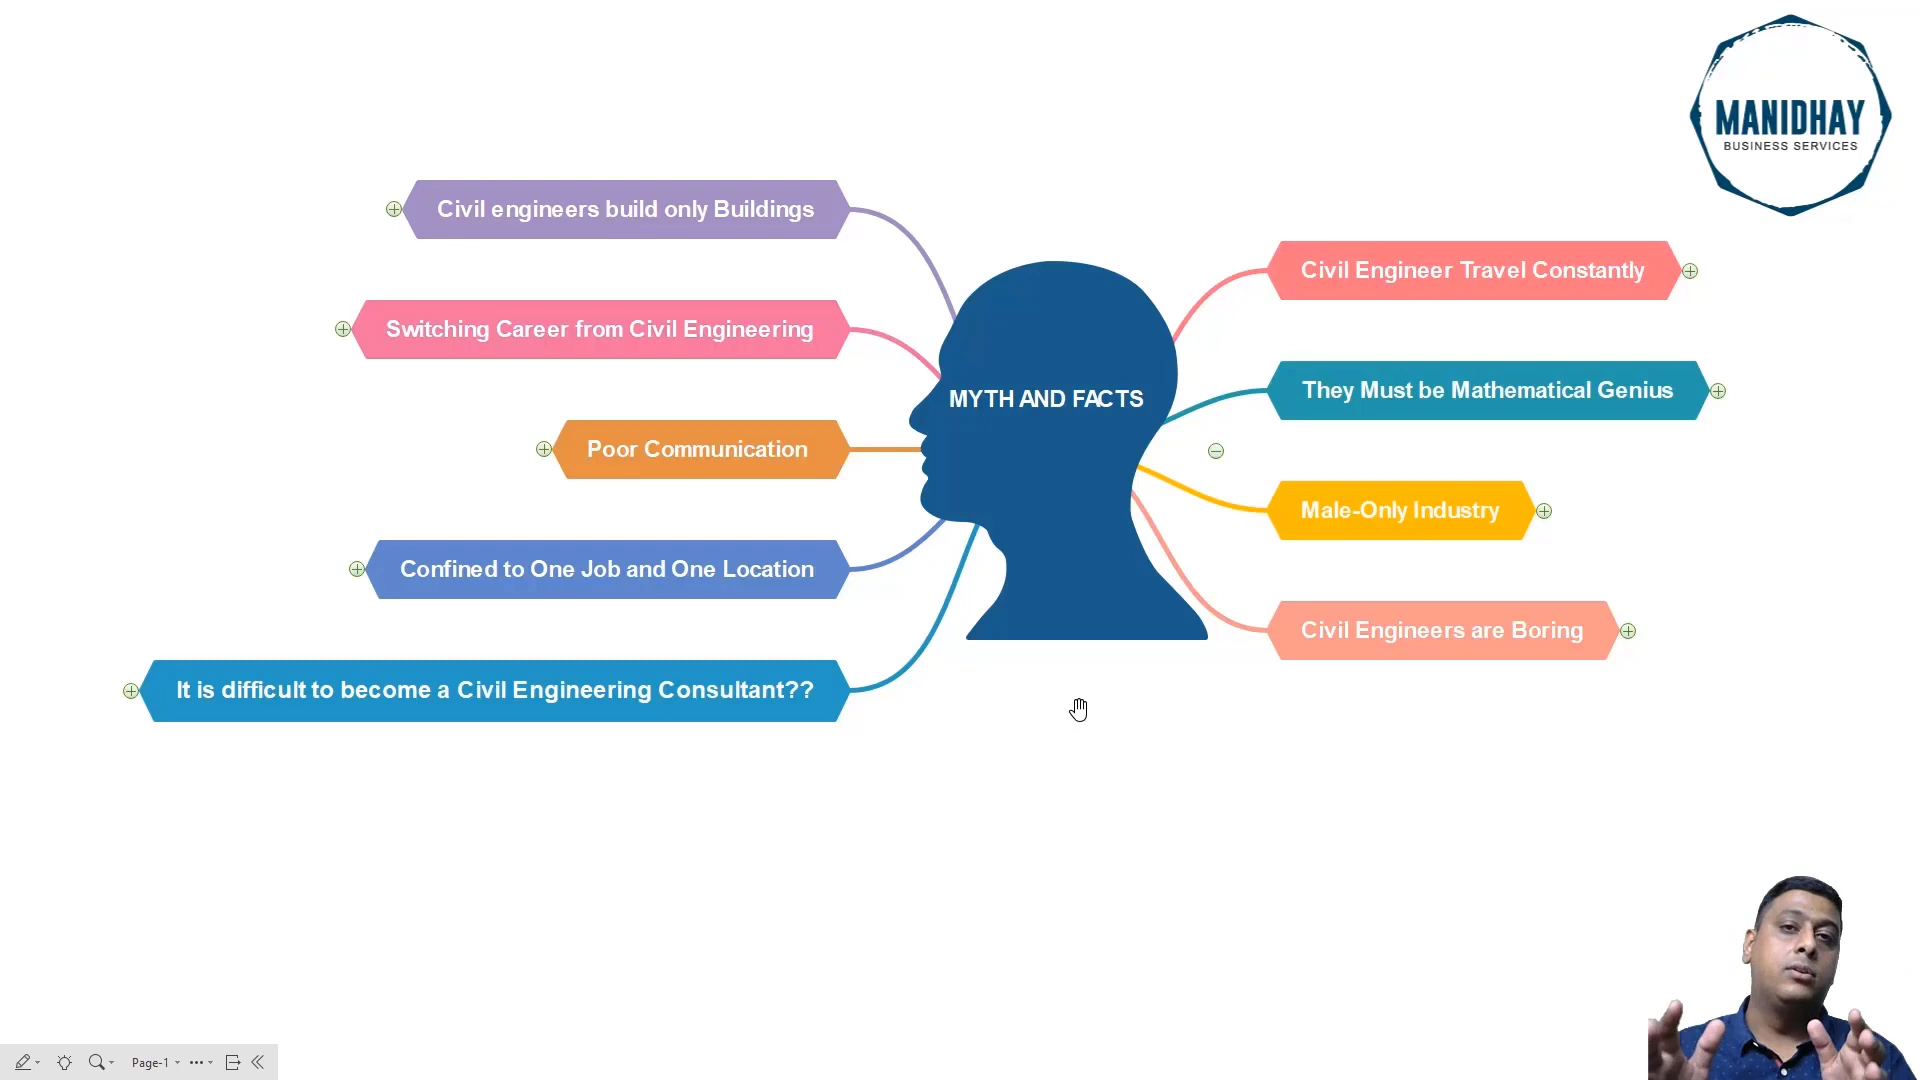 MANIDHAY
BUSINESS SERVICES
Civil engineers build only Buildings
Switching Career from Civil Engineering
Poor Communication
Confined to One Job and One Location
It is difficult to become a Civil Engineering Consultant??
MYTH AND FACTS
Civil Engineer Travel Constantly
They Must be Mathematical Genius
Male-Only Industry
Civil Engineers are Boring
Page-1